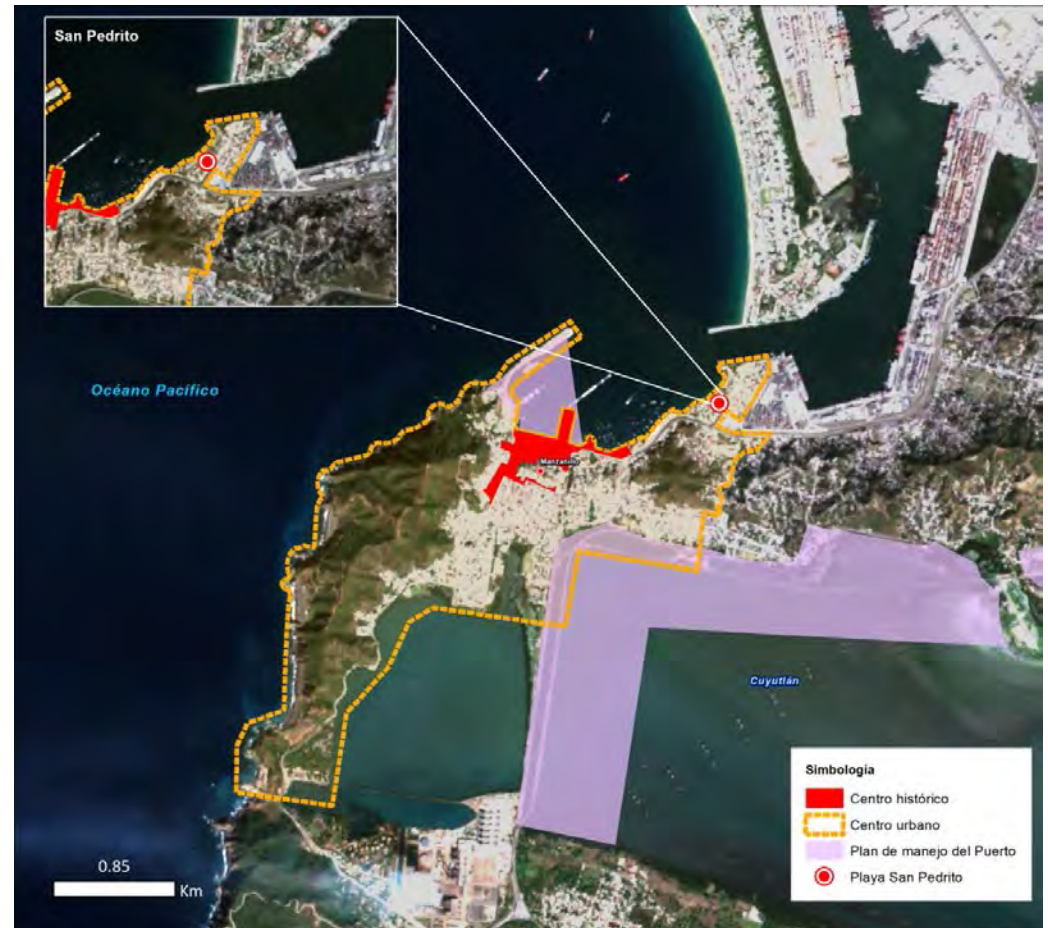 San Pedrito
Océano Pacífico
Manzanillo
Cuyutlán
Simbología
Centro histórico
Centro urbano
Plan de manejo del Puerto
Playa San Pedrito
0.85
Km